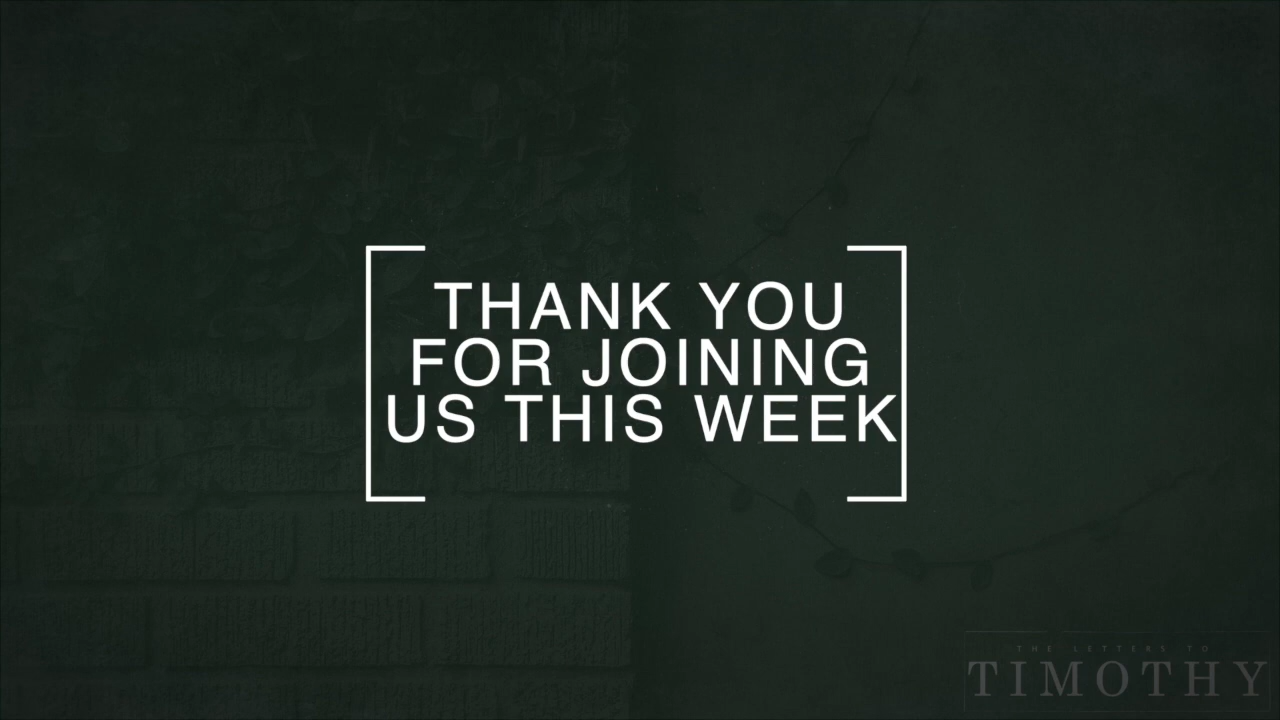 THANK YOU
FOR JOINING
US THIS WEEK
THE LETTERS TO
TIMOTHY